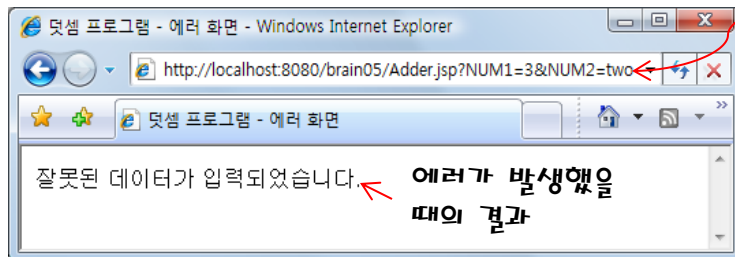 덧셈 프로그램 - 에러 화면 - Windows Internet Explorer
http://localhost:8080/brain05/Adder.jsp?NUM1=3&NUM2=two
덧셈 프로그램 - 에러 화면
잘못된 데이터가 입력되었습니다.
에러가 발생했을
때의 결과